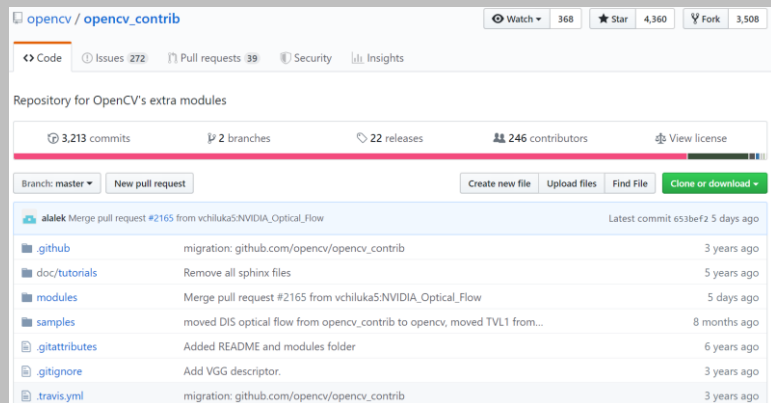 opencv / opencv_contrib Watch 368 Star 4,360 Fork 3,508
Code Issues 272 Pull requests 39 Security Insights
Repository for OpenCV's extra modules
3,213 commits 2 branches 22 releases 246 contributors View license
Branch: master New pull request Create new file Upload files Find File Clone or download
alalek Merge pull request #2165 from vchiluka5:NVIDIA_Optical_Flow Latest commit 653bef2 5 days ago
.github migration: github.com/opencv/opencv_contrib 3 years ago
doc/tutorials Remove all sphinx files 5 years ago
modules Merge pull request #2165 from vchiluka5:NVIDIA_Optical_Flow 5 days ago
samples moved DIS optical flow from opencv_contrib to opencv, moved TVL1 from... 8 months ago
.gitattributes Added README and modules folder 6 years ago
.gitignore Add VGG descriptor. 3 years ago
.travis.yml migration: github.com/opencv/opencv_contrib 3 years ago